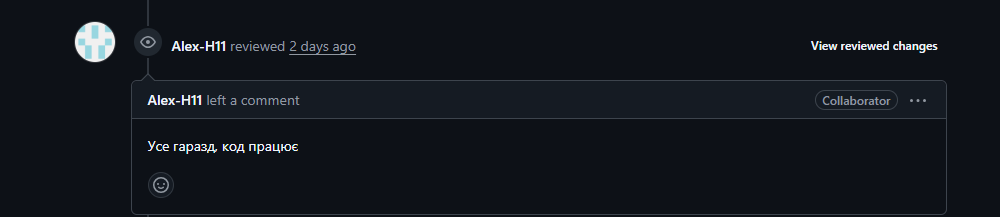 Alex-H11 reviewed 2 days ago
View reviewed changes
Alex-H11 left a comment
Collaborator
Усе гаразд, код працює